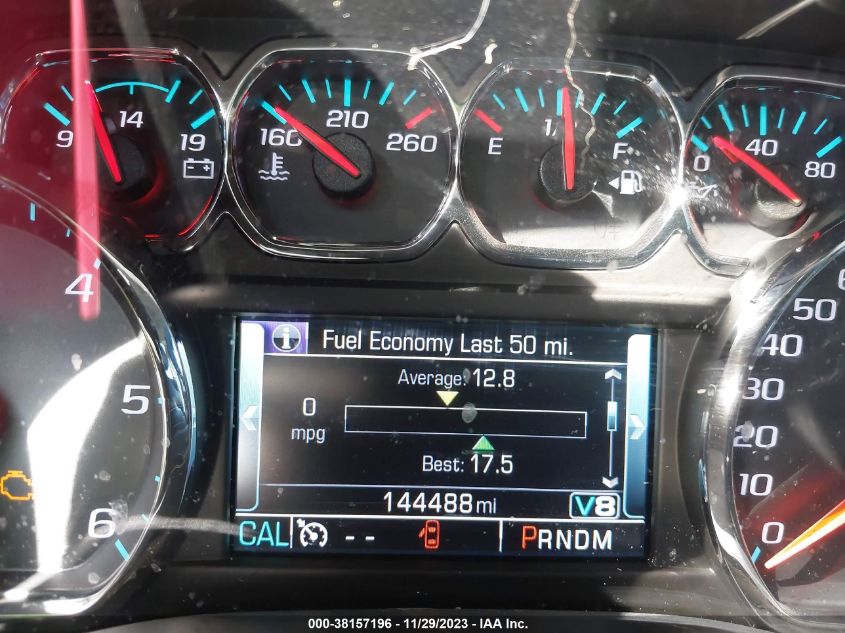 9 14 19
160 210 260
E 1/ F
0 40 80
4
5
6
Fuel Economy Last 50 mi.
Average: 12.8
0
mpg
Best: 17.5
144488 mi
V8
CAL
--
PRNDM
6
50
40
30
20
10
0
000-38157196 - 11/29/2023 - IAA Inc.